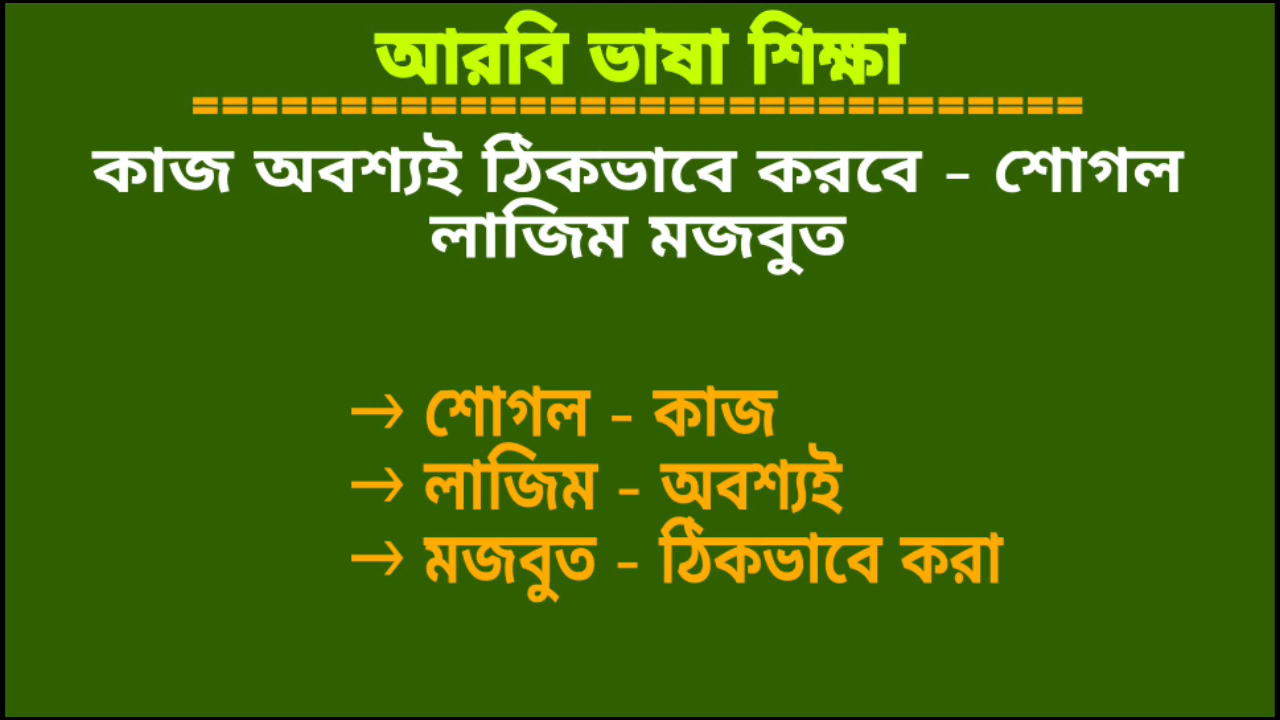 আরবি ভাষা শিক্ষা
==============================
কাজ অবশ্যই ঠিকভাবে করবে - শোগল
লাজিম মজবুত
→ শোগল - কাজ
→ লাজিম - অবশ্যই
→ মজবুত - ঠিকভাবে করা